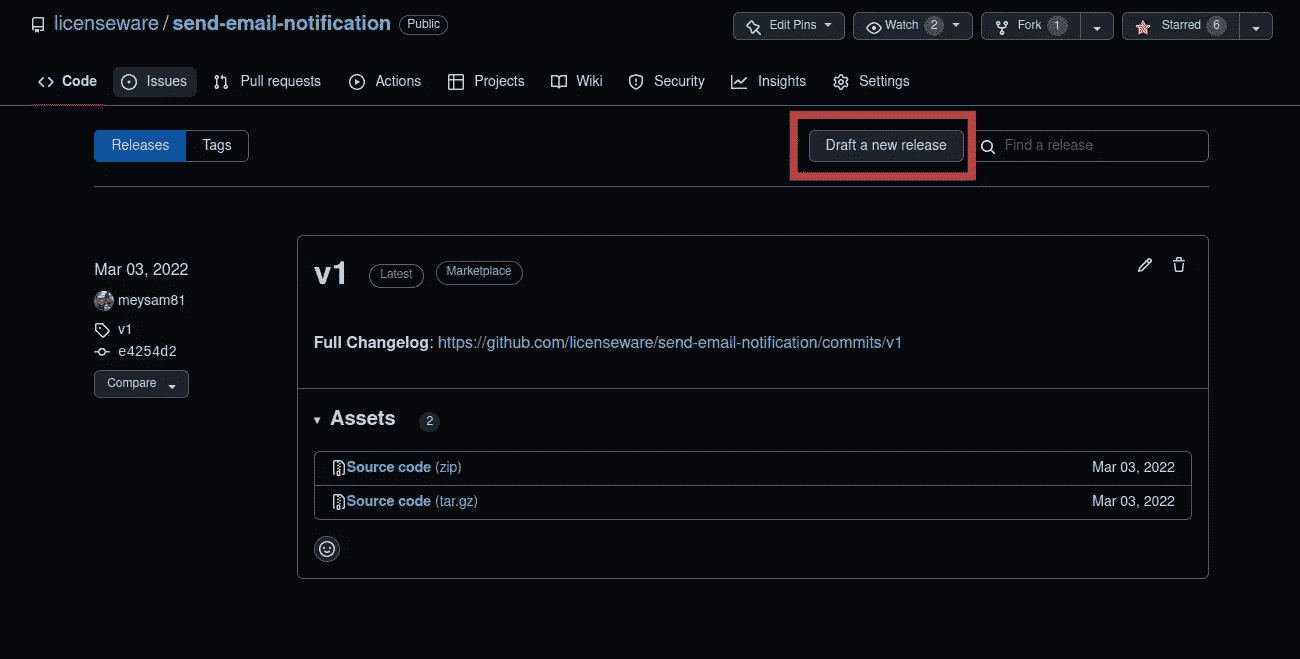 licenseware / send-email-notification Public Edit Pins Watch 2 Fork 1 Starred 6
Code Issues Pull requests Actions Projects Wiki Security Insights Settings
Releases Tags Draft a new release Find a release
Mar 03, 2022
meysam81
v1
e4254d2
Compare
v1 Latest Marketplace
Full Changelog: https://github.com/licenseware/send-email-notification/commits/v1
Assets 2
Source code (zip) Mar 03, 2022
Source code (tar.gz) Mar 03, 2022